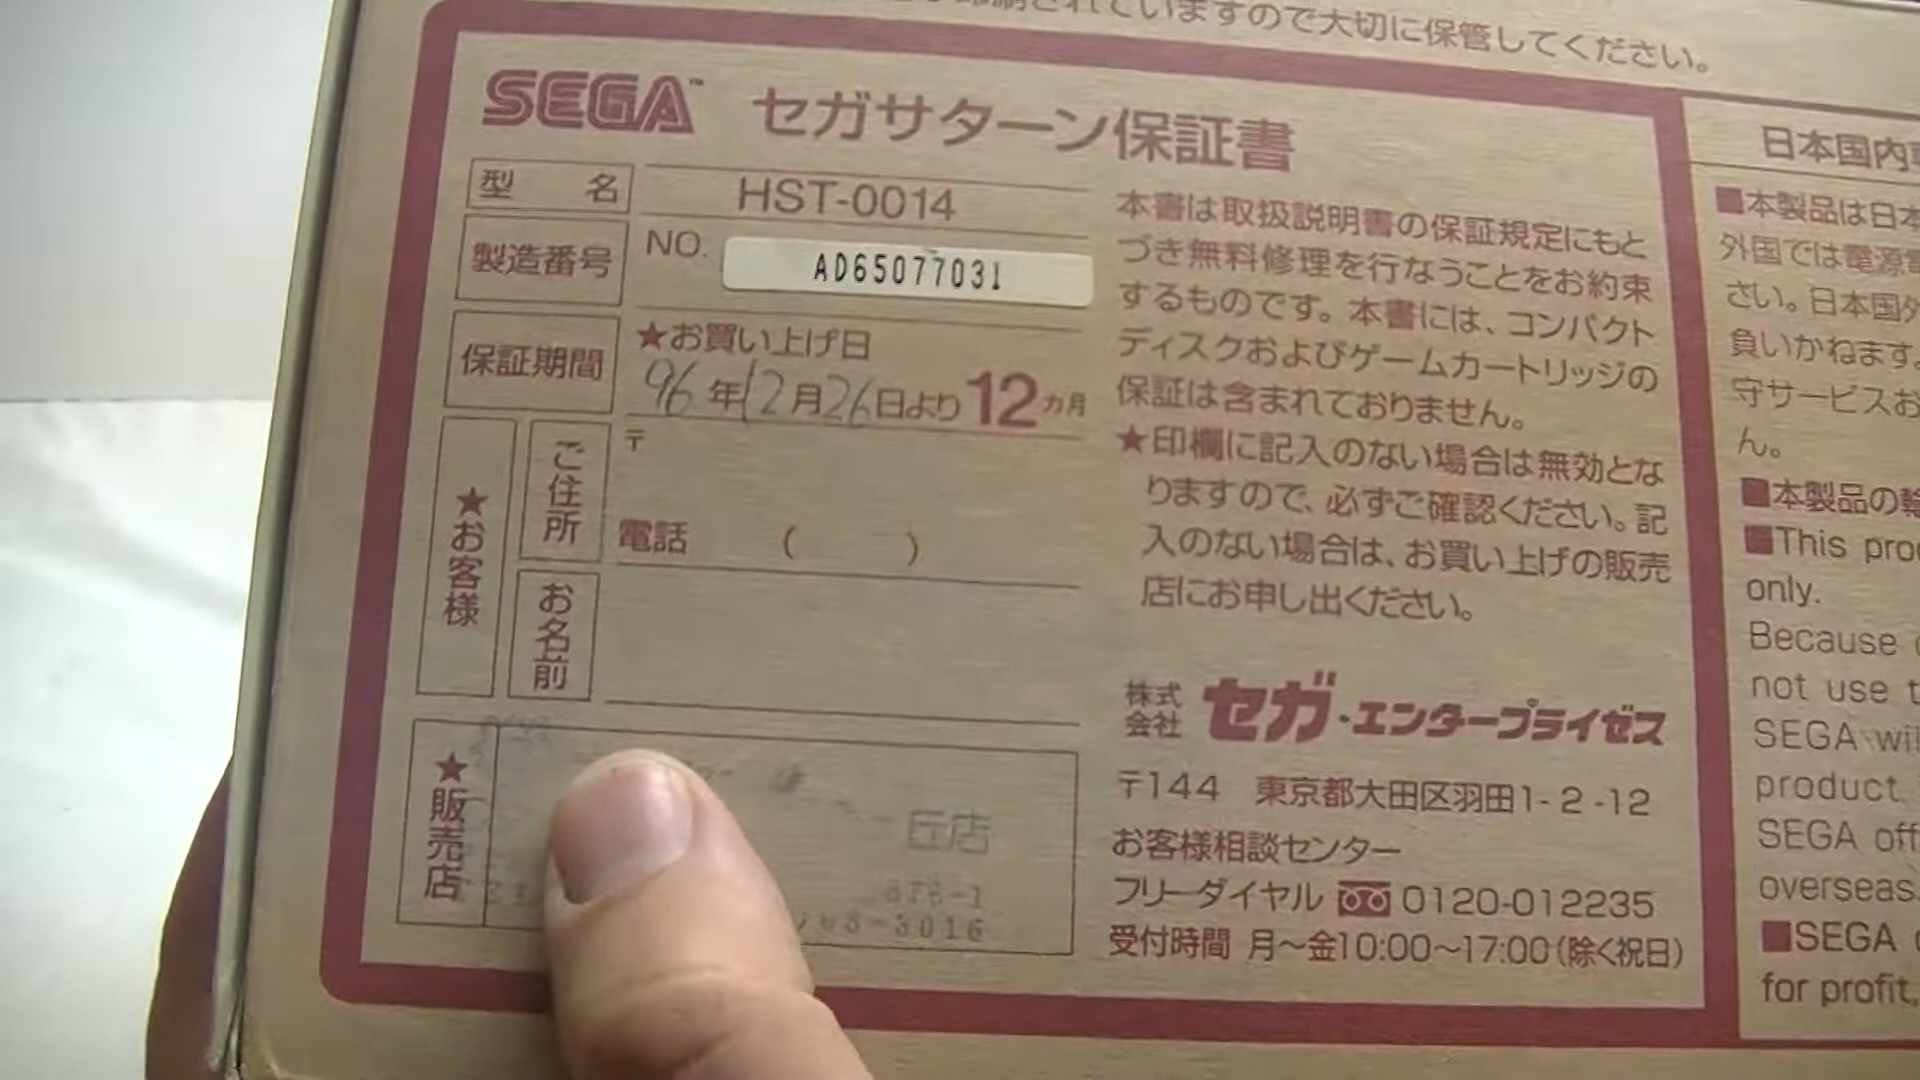 されていますので大切に保管してください。
SEGA™ セガサターン保証書
型 名 HST-0014
製造番号 NO. AD65077031
保証期間 ★お買い上げ日
96年12月26日より12カ月
★お客様
ご住所 〒
電話 ( )
お名前
★販売店
丘店
876-1
-3016
本書は取扱説明書の保証規定にもと
づき無料修理を行なうことをお約束
するものです。本書には、コンパクト
ディスクおよびゲームカートリッジの
保証は含まれておりません。
★印欄に記入のない場合は無効とな
りますので、必ずご確認ください。記
入のない場合は、お買い上げの販売
店にお申し出ください。
株式会社 セガ・エンタープライゼス
〒144 東京都大田区羽田1-2-12
お客様相談センター
フリーダイヤル 0120-012235
受付時間 月〜金10:00〜17:00(除く祝日)
日本国内
■本製品は日本
外国では電源
さい。日本国外
負いかねます。
守サービスお
ん。
■本製品の輸
■This pro
only.
Because
not use t
SEGA wil
product
SEGA off
overseas.
■SEGA
for profit,